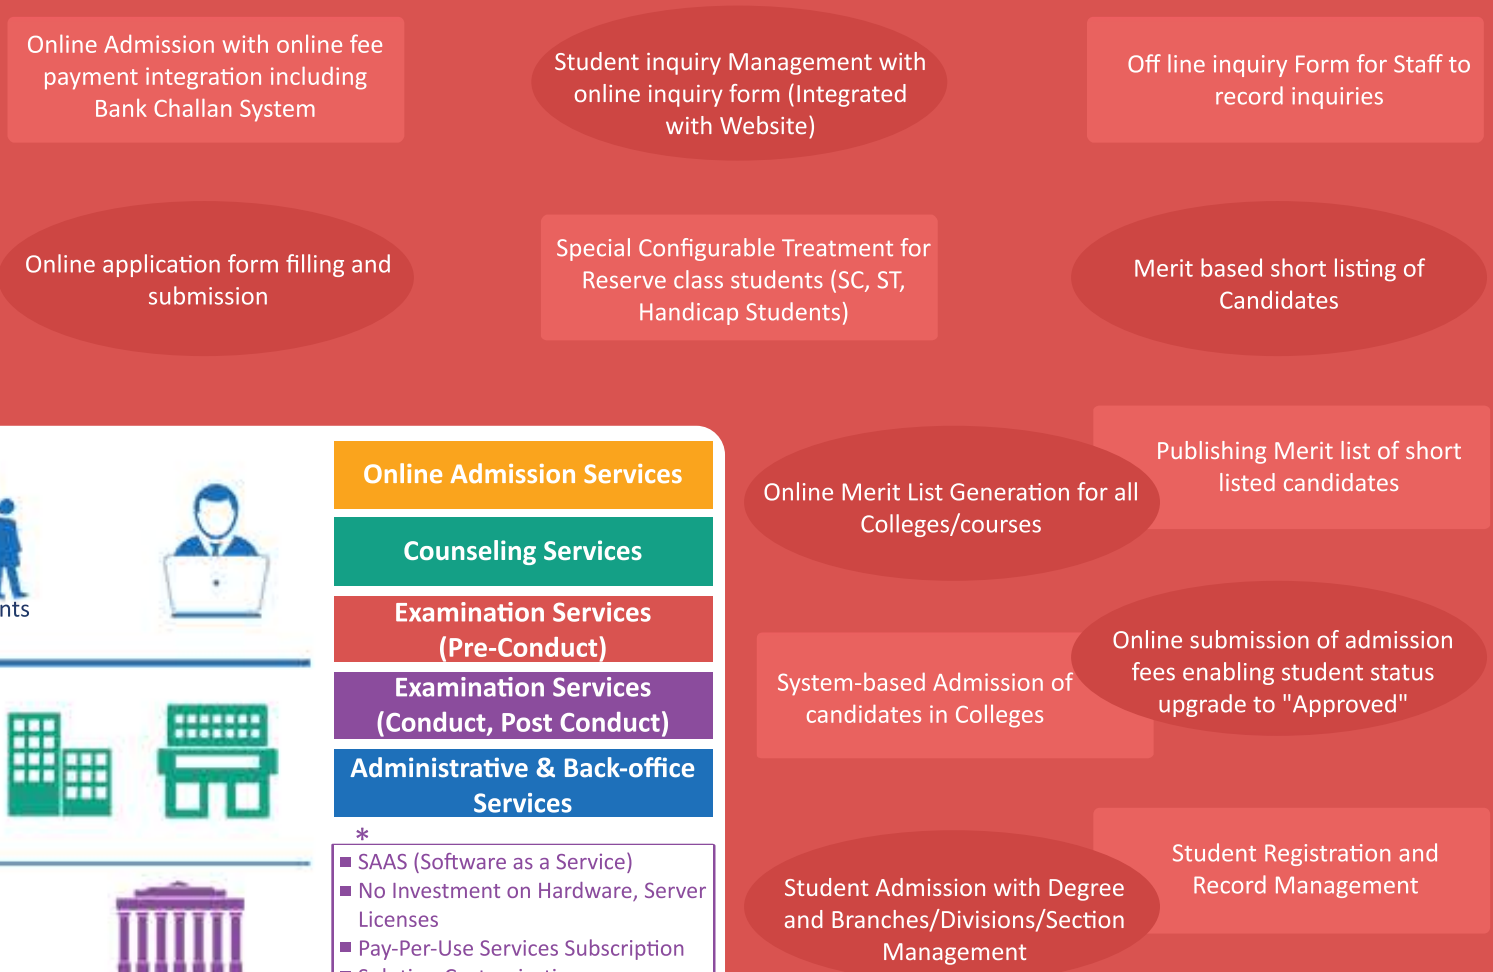 Online Admission with online fee
payment integration including
Bank Challan System
Student inquiry Management with
online inquiry form (Integrated
with Website)
Off line inquiry Form for Staff to
record inquiries
Online application form filling and
submission
Special Configurable Treatment for
Reserve class students (SC, ST,
Handicap Students)
Merit based short listing of
Candidates
Publishing Merit list of short
listed candidates
Online Merit List Generation for all
Colleges/courses
Online submission of admission
fees enabling student status
upgrade to "Approved"
System-based Admission of
candidates in Colleges
Student Registration and
Record Management
Student Admission with Degree
and Branches/Divisions/Section
Management
Online Admission Services
Counseling Services
Examination Services
(Pre-Conduct)
Examination Services
(Conduct, Post Conduct)
Administrative & Back-office
Services
*
SAAS (Software as a Service)
No Investment on Hardware, Server
Licenses
Pay-Per-Use Services Subscription